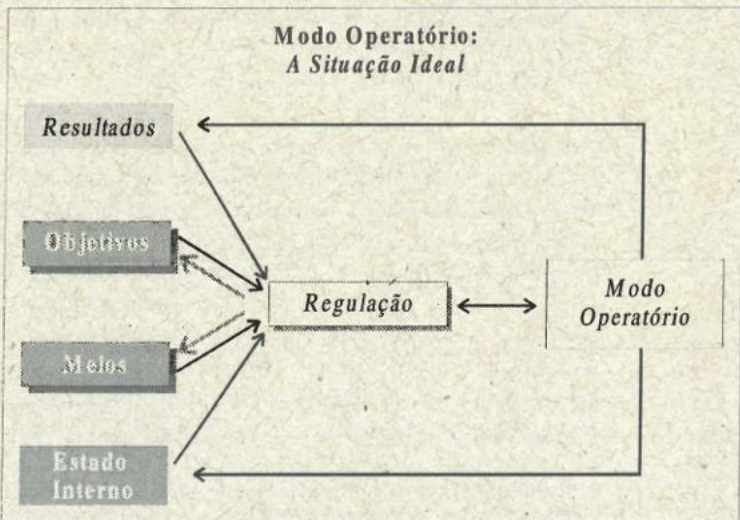 Modo Operatório:
A Situação Ideal
Resultados
Objetivos
Meios
Regulação
Modo
Operatório
Estado
Interno